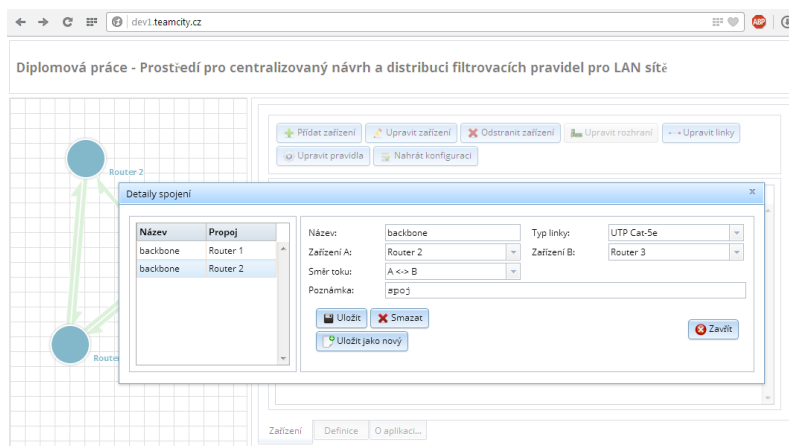 dev1.teamcity.cz
ABP
Diplomová práce - Prostředí pro centralizovaný návrh a distribuci filtrovacích pravidel pro LAN sítě
Přídat zařízení Upravit zařízení Odstranit zařízení Upravit rozhraní Upravit linky
Upravit pravidla Nahrát konfiguraci
Router 2
Detaily spojení x
Název Propoj
backbone Router 1
backbone Router 2
Název: backbone Typ linky: UTP Cat-5e
Zařízení A: Router 2 Zařízení B: Router 3
Směr toku: A <-> B
Poznámka: spoj
Uložit Smazat
Uložit jako nový
Zavřít
Route
Zařízení Definice O aplikaci...